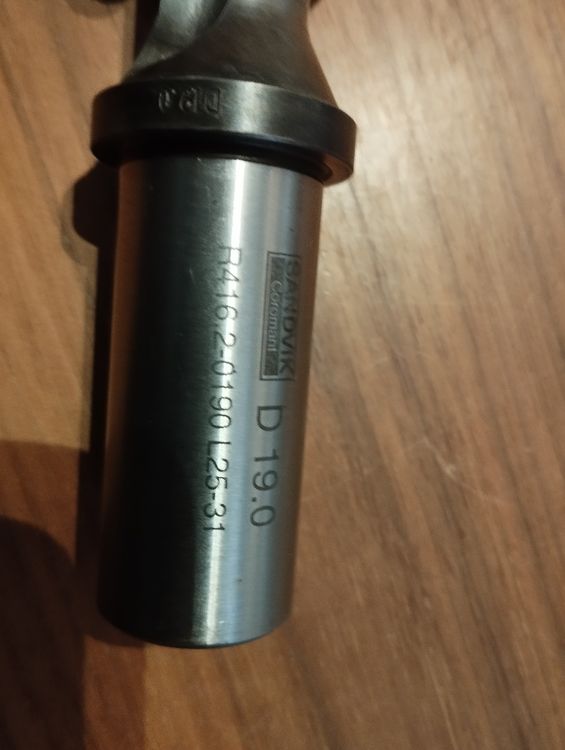 SANDVIK
Coromant
D 19.0
R416.2-0190 L25-31